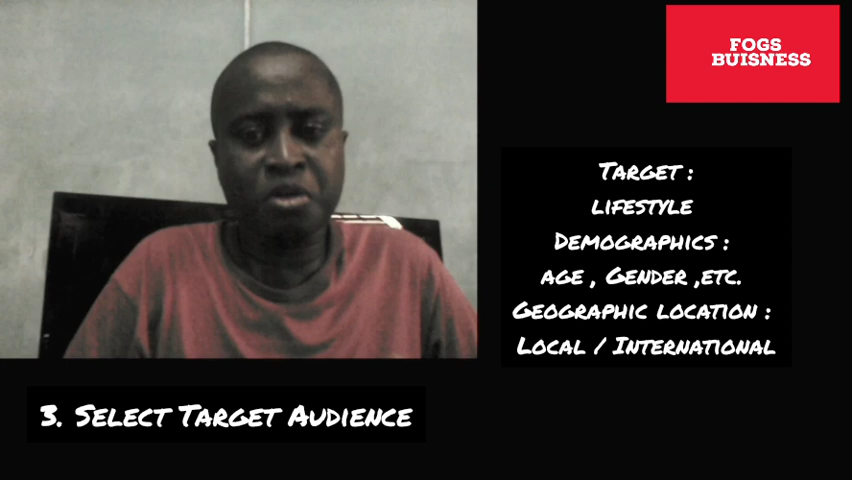 FOGS
BUISNESS
TARGET :
LIFESTYLE
DEMOGRAPHICS :
AGE , GENDER ,ETC.
GEOGRAPHIC LOCATION :
LOCAL / INTERNATIONAL
3. SELECT TARGET AUDIENCE